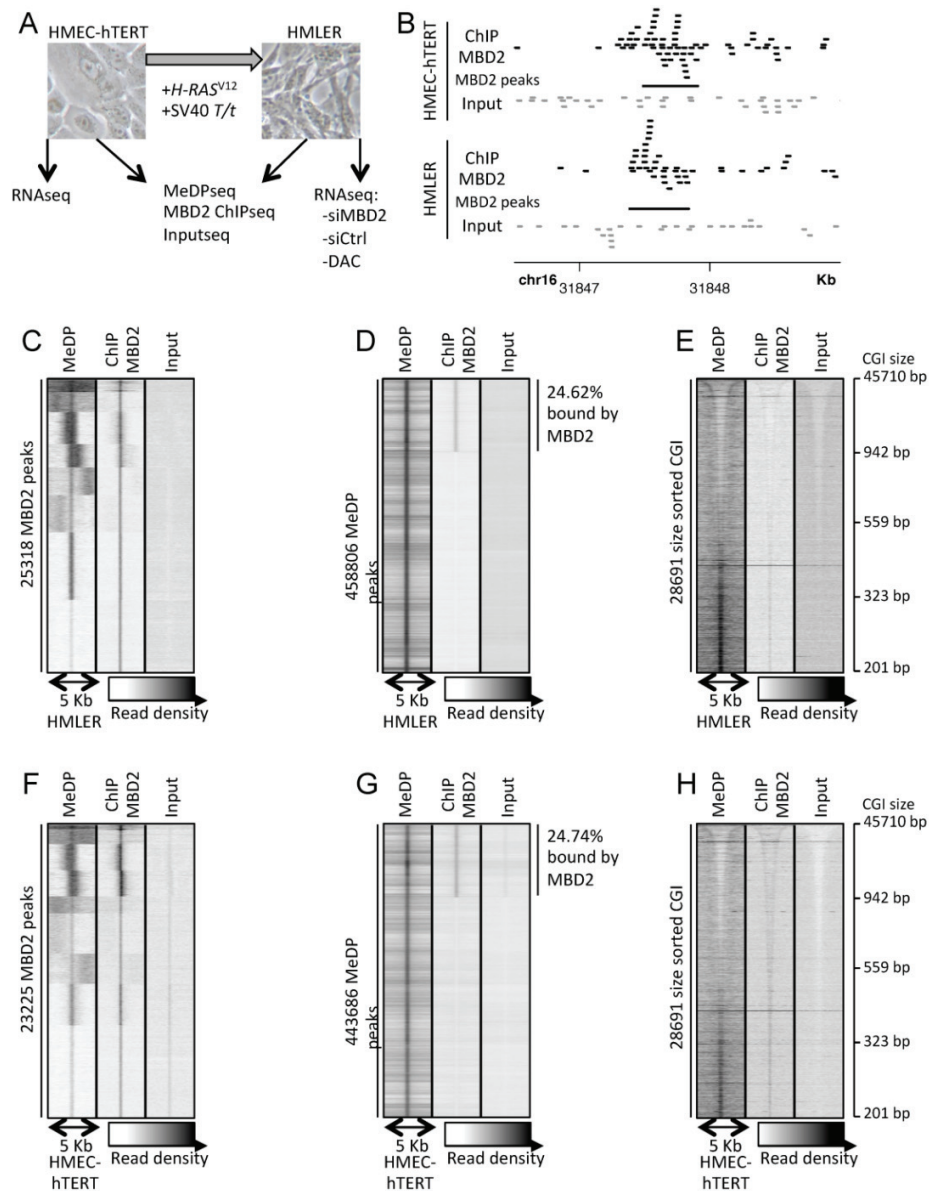 A
HMEC-hTERT
HMLER
+H-RASV12
+SV40 T/t
RNAseq
MeDPseq
MBD2 ChIPseq
Inputseq
RNAseq:
-siMBD2
-siCtrl
-DAC
B
HMEC-hTERT
ChIP
MBD2
MBD2 peaks
Input
HMLER
ChIP
MBD2
MBD2 peaks
Input
chr16
31847
31848
Kb
C
MeDP
ChIP
MBD2
Input
25318 MBD2 peaks
5 Kb
HMLER
Read density
D
MeDP
ChIP
MBD2
Input
458806 MeDP
peaks
24.62%
bound by
MBD2
5 Kb
HMLER
Read density
E
MeDP
ChIP
MBD2
Input
28691 size sorted CGI
CGI size
45710 bp
942 bp
559 bp
323 bp
201 bp
5 Kb
HMLER
Read density
F
MeDP
ChIP
MBD2
Input
23225 MBD2 peaks
5 Kb
HMEC-
hTERT
Read density
G
MeDP
ChIP
MBD2
Input
443686 MeDP
peaks
24.74%
bound by
MBD2
5 Kb
HMEC-
hTERT
Read density
H
MeDP
ChIP
MBD2
Input
28691 size sorted CGI
CGI size
45710 bp
942 bp
559 bp
323 bp
201 bp
5 Kb
HMEC-
hTERT
Read density